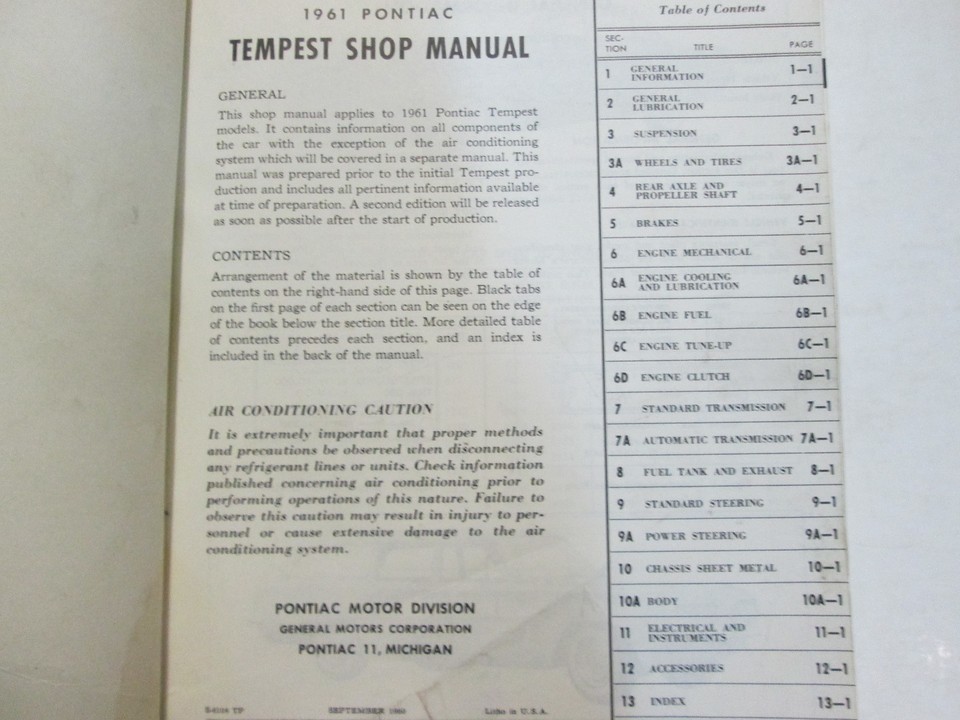 1961 PONTIAC
TEMPEST SHOP MANUAL
GENERAL
This shop manual applies to 1961 Pontiac Tempest
models. It contains information on all components of
the car with the exception of the air conditioning
system which will be covered in a separate manual. This
manual was prepared prior to the initial Tempest pro-
duction and includes all pertinent information available
at time of preparation. A second edition will be released
as soon as possible after the start of production.
CONTENTS
Arrangement of the material is shown by the table of
contents on the right-hand side of this page. Black tabs
on the first page of each section can be seen on the edge
of the book below the section title. More detailed table
of contents precedes each section, and an index is
included in the back of the manual.
AIR CONDITIONING CAUTION
It is extremely important that proper methods
and precautions be observed when disconnecting
any refrigerant lines or units. Check information
published concerning air conditioning prior to
performing operations of this nature. Failure to
observe this caution may result in injury to per-
sonnel or cause extensive damage to the air
conditioning system.
PONTIAC MOTOR DIVISION
GENERAL MOTORS CORPORATION
PONTIAC 11, MICHIGAN
SEPTEMBER 1960 Litho in U.S.A.
Table of Contents
SEC-
TION TITLE PAGE
1 GENERAL
INFORMATION 1—1
2 GENERAL
LUBRICATION 2—1
3 SUSPENSION 3—1
3A WHEELS AND TIRES 3A—1
4 REAR AXLE AND
PROPELLER SHAFT 4—1
5 BRAKES 5—1
6 ENGINE MECHANICAL 6—1
6A ENGINE COOLING
AND LUBRICATION 6A—1
6B ENGINE FUEL 6B—1
6C ENGINE TUNE-UP 6C—1
6D ENGINE CLUTCH 6D—1
7 STANDARD TRANSMISSION 7—1
7A AUTOMATIC TRANSMISSION 7A—1
8 FUEL TANK AND EXHAUST 8—1
9 STANDARD STEERING 9—1
9A POWER STEERING 9A—1
10 CHASSIS SHEET METAL 10—1
10A BODY 10A—1
11 ELECTRICAL AND
INSTRUMENTS 11—1
12 ACCESSORIES 12—1
13 INDEX 13—1